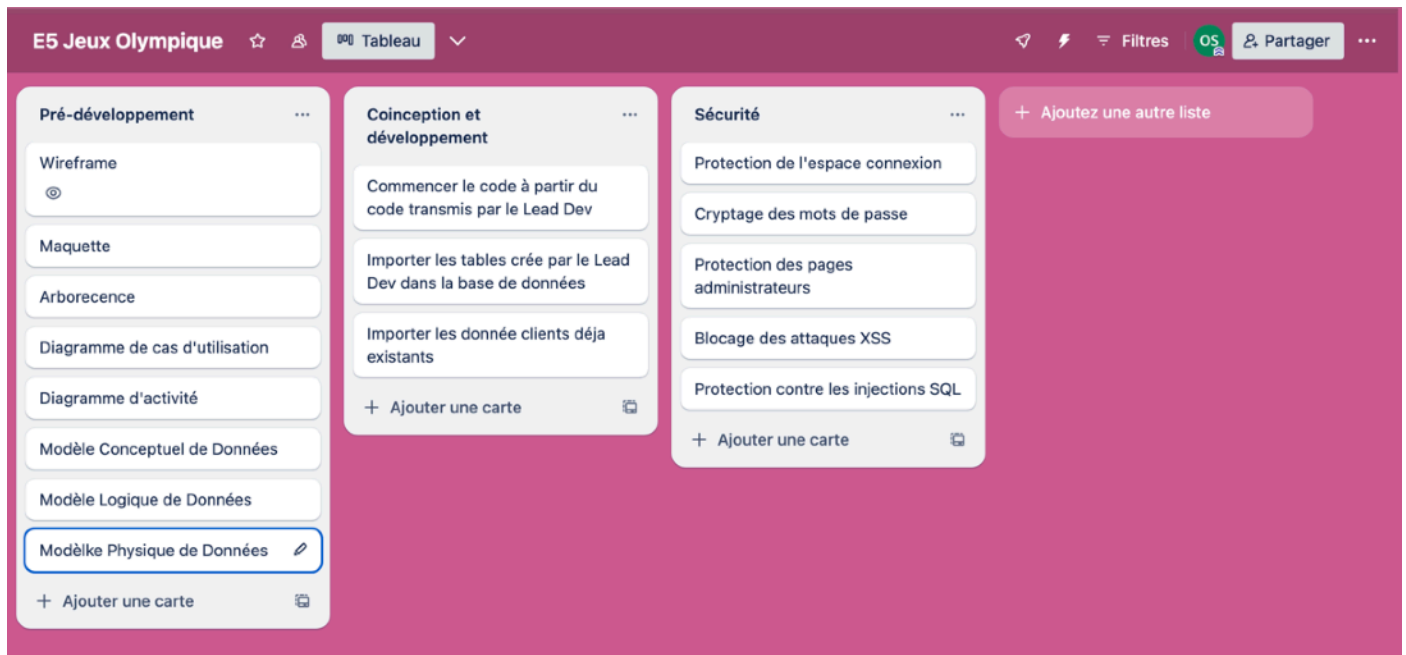 E5 Jeux Olympique
Tableau
Filtres
OS
Partager
Pré-développement
Wireframe
Maquette
Arborecence
Diagramme de cas d'utilisation
Diagramme d'activité
Modèle Conceptuel de Données
Modèle Logique de Données
Modèlke Physique de Données
+ Ajouter une carte
Coinception et
développement
Commencer le code à partir du
code transmis par le Lead Dev
Importer les tables crée par le Lead
Dev dans la base de données
Importer les donnée clients déja
existants
+ Ajouter une carte
Sécurité
Protection de l'espace connexion
Cryptage des mots de passe
Protection des pages
administrateurs
Blocage des attaques XSS
Protection contre les injections SQL
+ Ajouter une carte
+ Ajoutez une autre liste